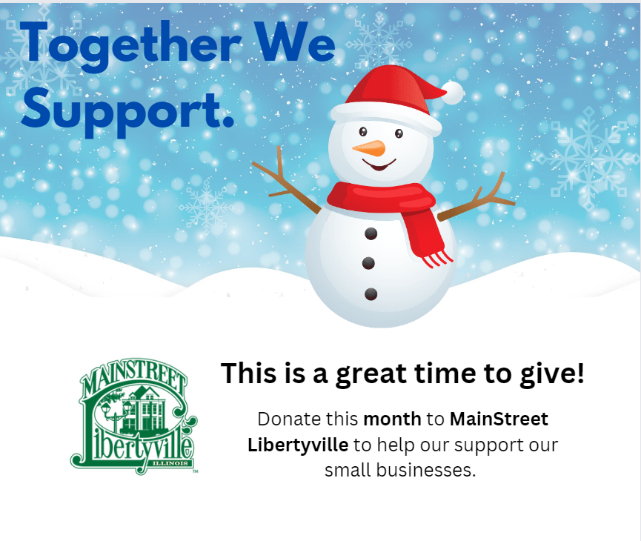 Together We
Support.
This is a great time to give!
MAINSTREET
Libertyville
ILLINOIS
TM
Donate this month to MainStreet
Libertyville to help our support our
small businesses.